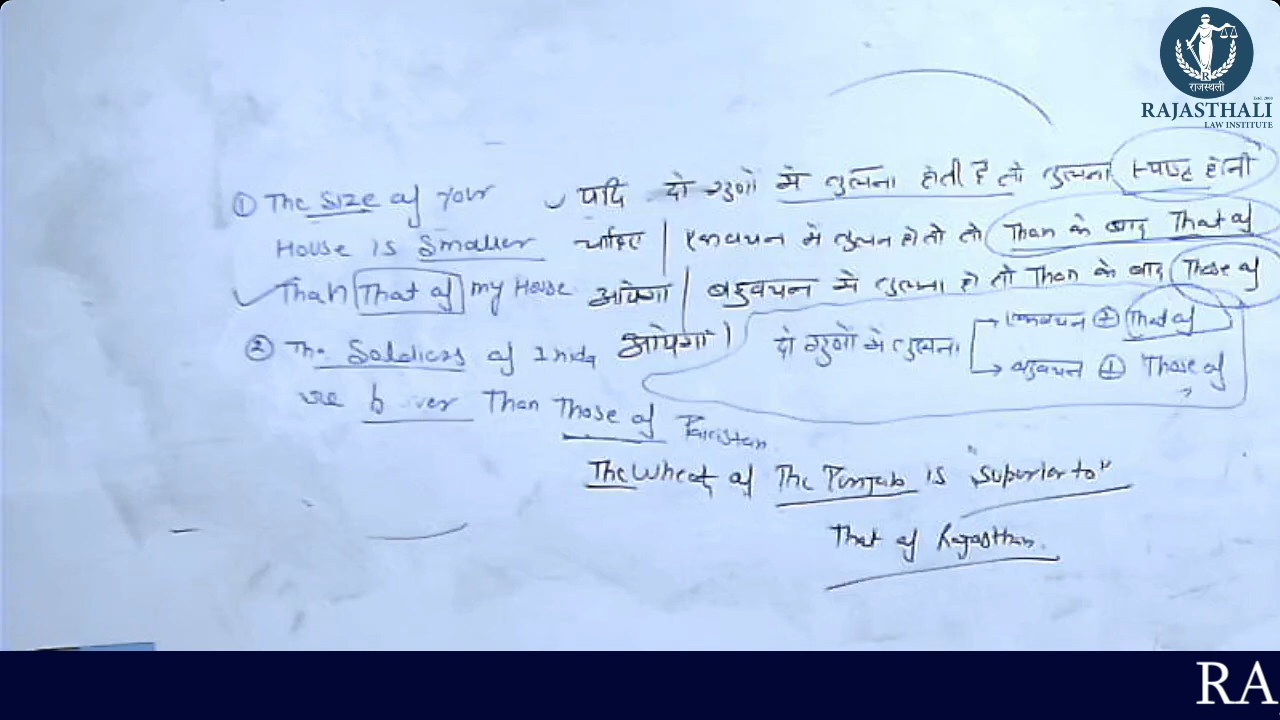 राजस्थली
RAJASTHALI
LAW INSTITUTE
① The Size of Your
House is Smaller
Than That of my House
② The Soldiers of India
are braver Than Those of Pakistan
यदि दो गुणों में तुलना होती है तो तुलना स्पष्ट होनी
चाहिए | एकवचन में तुलना हो तो तो Than के बाद That of
आयेगा | बहुवचन में तुलना हो तो Than के बाद Those of
आयेगा |
दो गुणों में तुलना
एकवचन That of
बहुवचन Those of
The Wheat of The Punjab is "Superior to"
That of Rajasthan.
RA